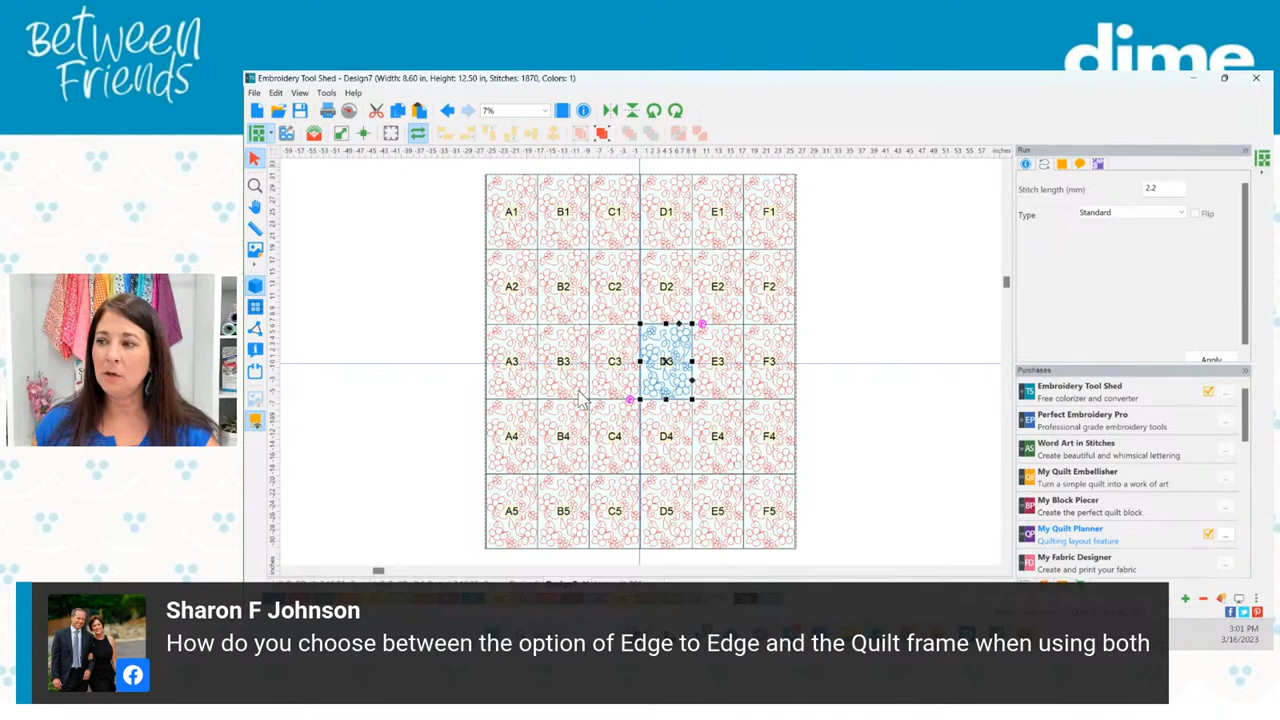 Between
Friends
dime
Embroidery Tool Shed - Design7 (Width: 8.60 in, Height: 12.50 in, Stitches: 1870, Colors: 1)
File Edit View Tools Help
7%
inches
Run
Stitch length (mm) 2.2
Type Standard Flip
Apply
A1 B1 C1 D1 E1 F1
A2 B2 C2 D2 E2 F2
A3 B3 C3 E3 F3
A4 B4 C4 D4 E4 F4
A5 B5 C5 D5 E5 F5
inches
Purchases
Embroidery Tool Shed
Free colorizer and converter
Perfect Embroidery Pro
Professional grade embroidery tools
Word Art in Stitches
Create beautiful and whimsical lettering
My Quilt Embellisher
Turn a simple quilt into a work of art
My Block Piecer
Create the perfect quilt block
My Quilt Planner
Quilting layout feature
My Fabric Designer
Create and print your fabric
3:01 PM
3/16/2023
Sharon F Johnson
How do you choose between the option of Edge to Edge and the Quilt frame when using both